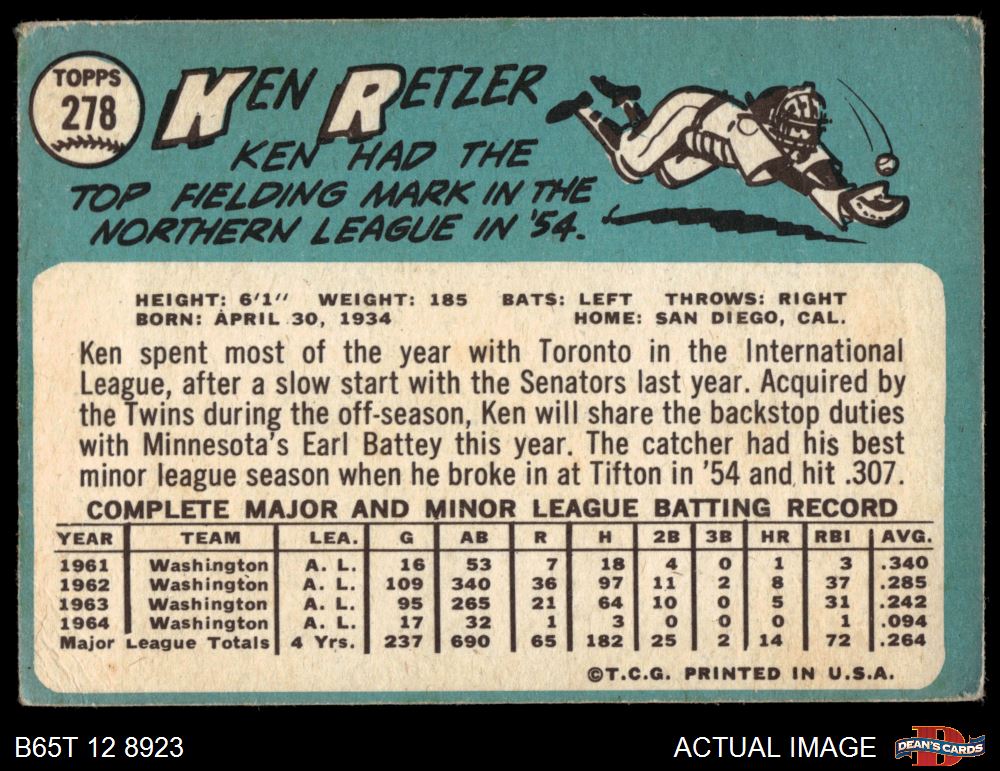 TOPPS
278
KEN RETZER
KEN HAD THE
TOP FIELDING MARK IN THE
NORTHERN LEAGUE IN '54.
HEIGHT: 6'1" WEIGHT: 185 BATS: LEFT THROWS: RIGHT
BORN: APRIL 30, 1934 HOME: SAN DIEGO, CAL.
Ken spent most of the year with Toronto in the International
League, after a slow start with the Senators last year. Acquired by
the Twins during the off-season, Ken will share the backstop duties
with Minnesota's Earl Battey this year. The catcher had his best
minor league season when he broke in at Tifton in '54 and hit .307.
COMPLETE MAJOR AND MINOR LEAGUE BATTING RECORD
YEAR TEAM LEA. G AB R H 2B 3B HR RBI AVG.
1961 Washington A. L. 16 53 7 18 4 0 1 3 .340
1962 Washington A. L. 109 340 36 97 11 2 8 37 .285
1963 Washington A. L. 95 265 21 64 10 0 5 31 .242
1964 Washington A. L. 17 32 1 3 0 0 0 1 .094
Major League Totals 4 Yrs. 237 690 65 182 25 2 14 72 .264
©T.C.G. PRINTED IN U.S.A.
B65T 12 8923 ACTUAL IMAGE DEAN'S CARDS